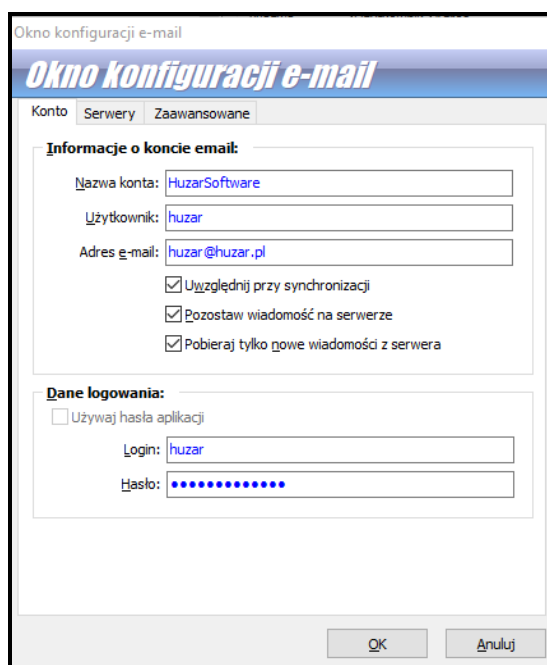 Okno konfiguracji e-mail
Okno konfiguracji e-mail
Konto Serwery Zaawansowane
Informacje o koncie email:
Nazwa konta: HuzarSoftware
Użytkownik: huzar
Adres e-mail: huzar@huzar.pl
Uwzględnij przy synchronizacji
Pozostaw wiadomość na serwerze
Pobieraj tylko nowe wiadomości z serwera
Dane logowania:
Używaj hasła aplikacji
Login: huzar
Hasło: •••••••••••••
OK Anuluj